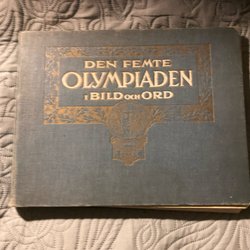 DEN FEMTE
OLYMPIADEN
I BILD OCH ORD